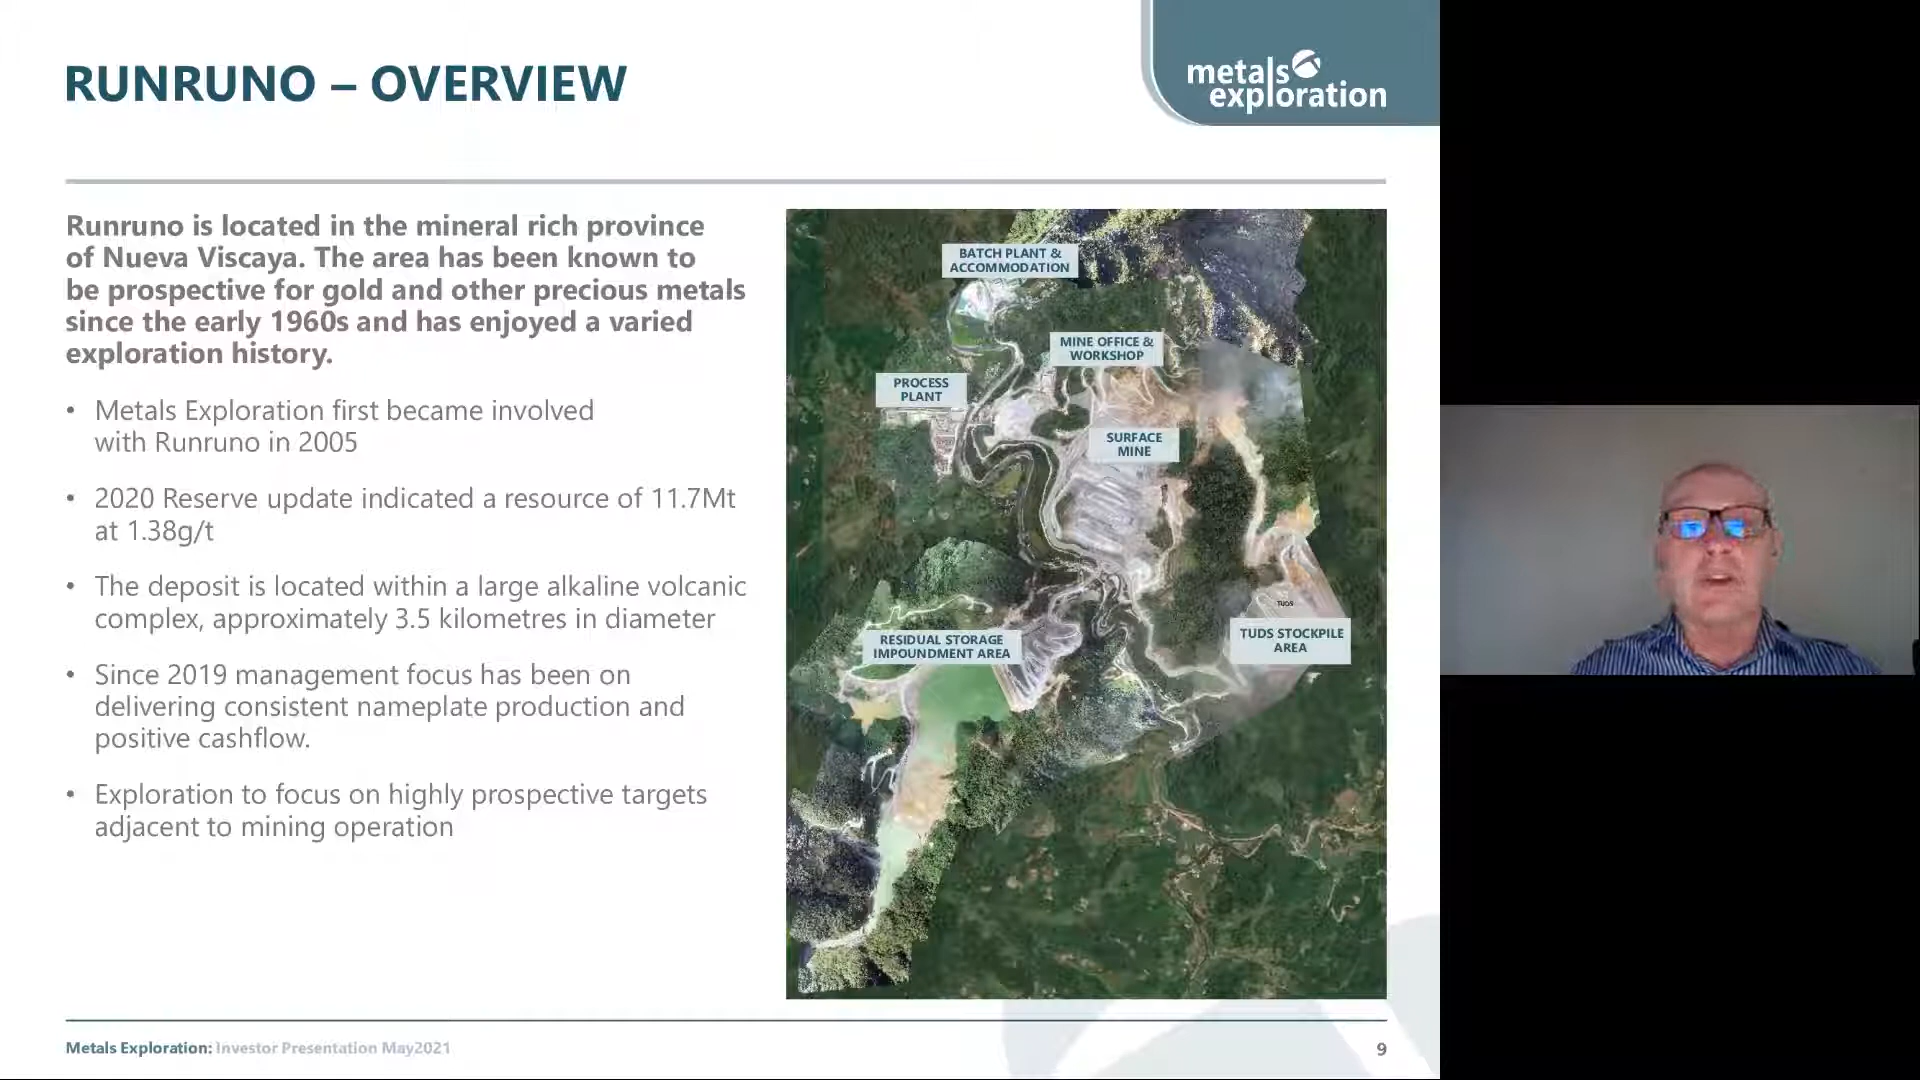 RUNRUNO – OVERVIEW
metals
exploration
Runruno is located in the mineral rich province
of Nueva Viscaya. The area has been known to
be prospective for gold and other precious metals
since the early 1960s and has enjoyed a varied
exploration history.
• Metals Exploration first became involved
with Runruno in 2005
• 2020 Reserve update indicated a resource of 11.7Mt
at 1.38g/t
• The deposit is located within a large alkaline volcanic
complex, approximately 3.5 kilometres in diameter
• Since 2019 management focus has been on
delivering consistent nameplate production and
positive cashflow.
• Exploration to focus on highly prospective targets
adjacent to mining operation
BATCH PLANT &
ACCOMMODATION
MINE OFFICE &
WORKSHOP
PROCESS
PLANT
SURFACE
MINE
TUDS
RESIDUAL STORAGE
IMPOUNDMENT AREA
TUDS STOCKPILE
AREA
Metals Exploration: Investor Presentation May2021
9